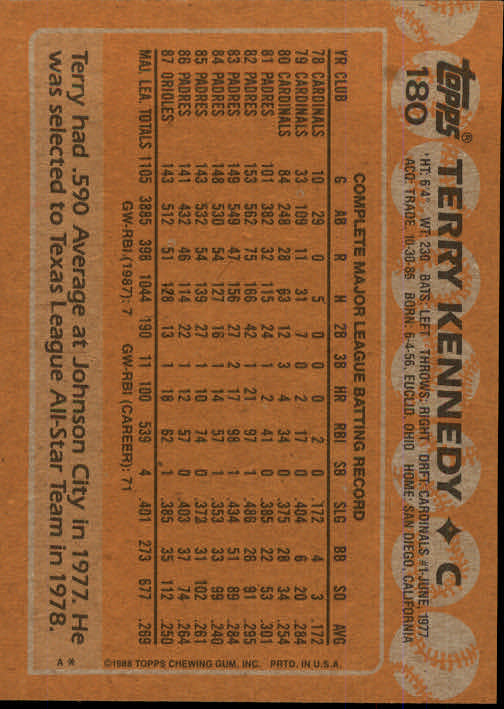 topps® TERRY KENNEDY ✦ C
180
HT: 6'4" WT: 230 BATS: LEFT THROWS: RIGHT DRFT: CARDINALS #1-JUNE, 1977
ACQ: TRADE, 10-30-86 BORN: 6-4-56, EUCLID, OHIO HOME: SAN DIEGO, CALIFORNIA
COMPLETE MAJOR LEAGUE BATTING RECORD
YR CLUB G AB R H 2B 3B HR RBI SB SLG BB SO AVG
78 CARDINALS 10 29 0 5 0 0 0 2 0 .172 4 3 .172
79 CARDINALS 33 109 11 31 7 0 2 17 0 .404 6 20 .284
80 CARDINALS 84 248 28 63 12 3 4 34 0 .375 28 34 .254
81 PADRES 101 382 32 115 24 1 2 41 0 .385 22 53 .301
82 PADRES 153 562 75 166 42 1 21 97 1 .486 26 91 .295
83 PADRES 149 549 47 156 27 2 17 98 1 .434 51 89 .284
84 PADRES 148 530 54 127 16 1 14 57 1 .353 33 99 .240
85 PADRES 143 532 54 139 27 1 10 74 0 .372 31 102 .261
86 PADRES 141 432 46 114 22 1 12 57 0 .403 37 74 .264
87 ORIOLES 143 512 51 128 13 1 18 62 1 .385 35 112 .250
MAJ. LEA. TOTALS 1105 3885 398 1044 190 11 100 539 4 .401 273 677 .269
GW-RBI (1987): 7 GW-RBI (CAREER): 71
©1988 TOPPS CHEWING GUM, INC. PRTD. IN U.S.A.
Terry had .590 Average at Johnson City in 1977. He
was selected to Texas League All-Star Team in 1978.
A *